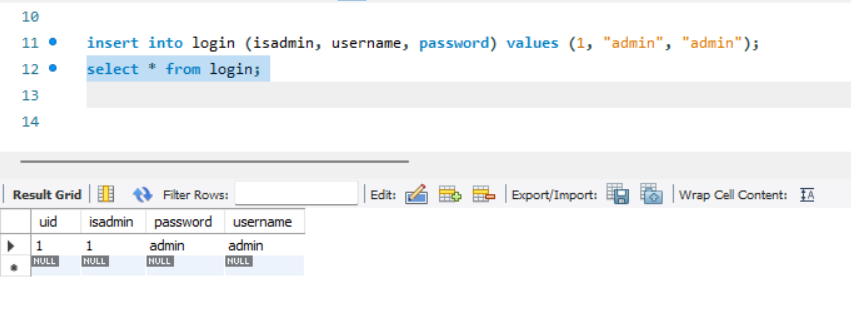 10
11 insert into login (isadmin, username, password) values (1, "admin", "admin");
12 select * from login;
13
14
Result Grid Filter Rows: Edit: Export/Import: Wrap Cell Content: IA
uid isadmin password username
1 1 admin admin
NULL NULL NULL NULL